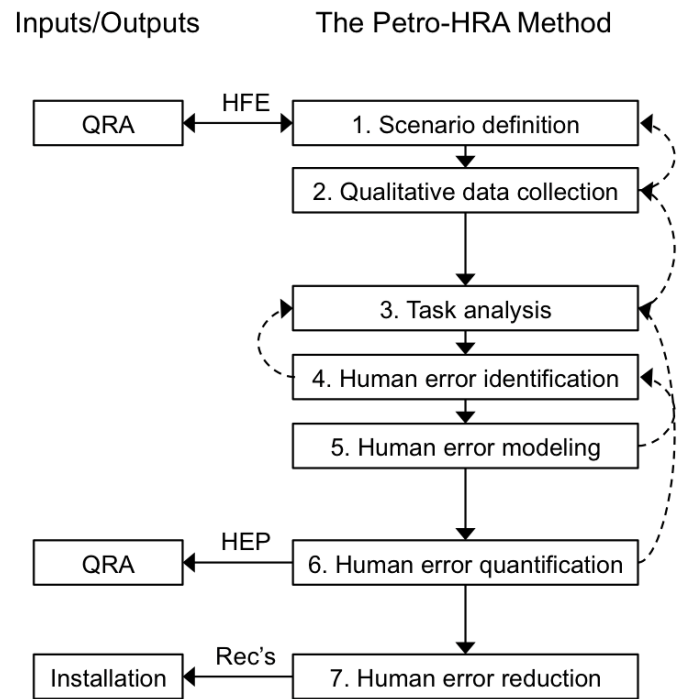 Inputs/Outputs
The Petro-HRA Method
HFE
QRA
1. Scenario definition
2. Qualitative data collection
3. Task analysis
4. Human error identification
5. Human error modeling
HEP
QRA
6. Human error quantification
Rec's
Installation
7. Human error reduction